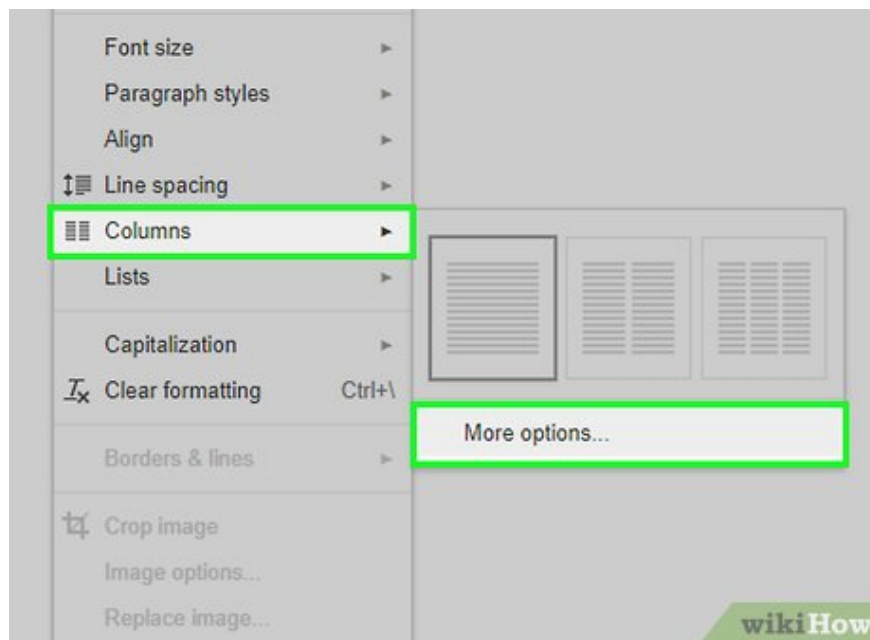 Font size
Paragraph styles
Align
Line spacing
Columns
Lists
Capitalization
Clear formatting Ctrl+\
More options...
Borders & lines
Crop image
Image options...
Replace image...
wikiHow